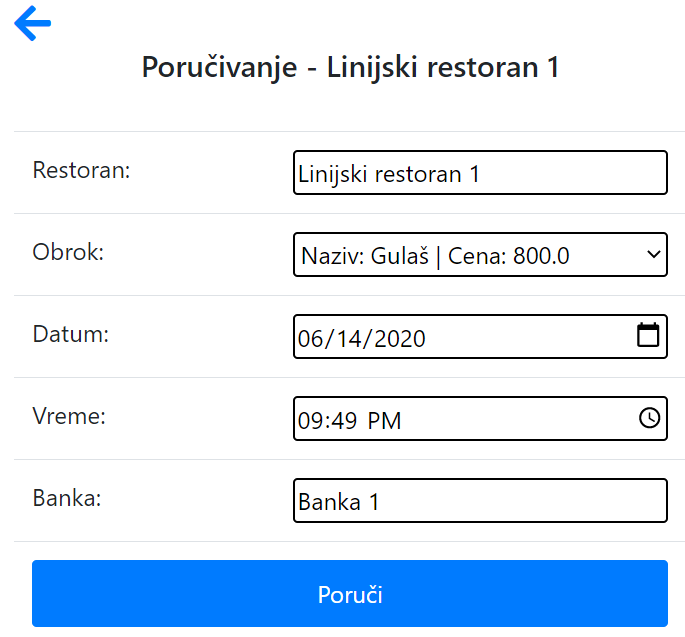 Poručivanje - Linijski restoran 1
Restoran: Linijski restoran 1
Obrok: Naziv: Gulaš | Cena: 800.0
Datum: 06/14/2020
Vreme: 09:49 PM
Banka: Banka 1
Poruči